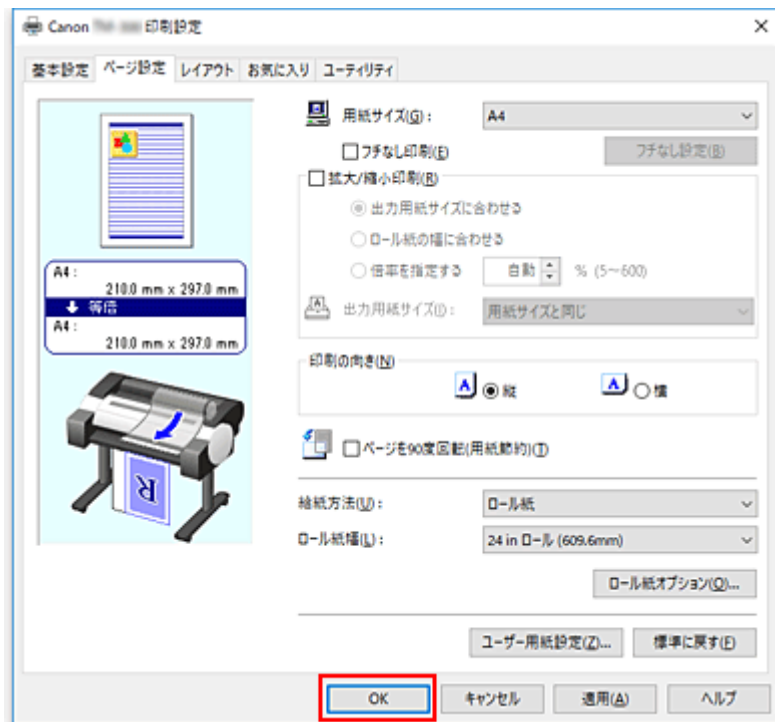 Canon 印刷設定
基本設定 ページ設定 レイアウト お気に入り ユーティリティ
用紙サイズ(G): A4
フチなし印刷(E) フチなし設定(B)
拡大/縮小印刷(R)
出力用紙サイズに合わせる
ロール紙の幅に合わせる
倍率を指定する 自動 % (5～600)
出力用紙サイズ(I): 用紙サイズと同じ
A4:
210.0 mm x 297.0 mm
等倍
A4:
210.0 mm x 297.0 mm
印刷の向き(N)
A 縦 A 横
ページを90度回転(用紙節約)(T)
R
給紙方法(U): ロール紙
ロール紙幅(L): 24 in ロール (609.6mm)
ロール紙オプション(O)...
ユーザー用紙設定(Z)... 標準に戻す(F)
OK キャンセル 適用(A) ヘルプ